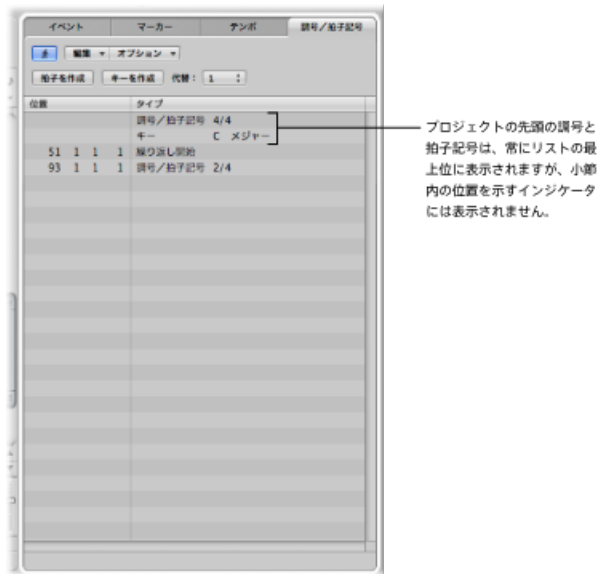 イベント マーカー テンポ 調号/拍子記号
編集 オプション
拍子を作成 キーを作成 代替: 1
位置 タイプ
調号/拍子記号 4/4
キー C メジャー
51 1 1 1 繰り返し開始
93 1 1 1 調号/拍子記号 2/4
プロジェクトの先頭の調号と
拍子記号は、常にリストの最
上位に表示されますが、小節
内の位置を示すインジケータ
には表示されません。